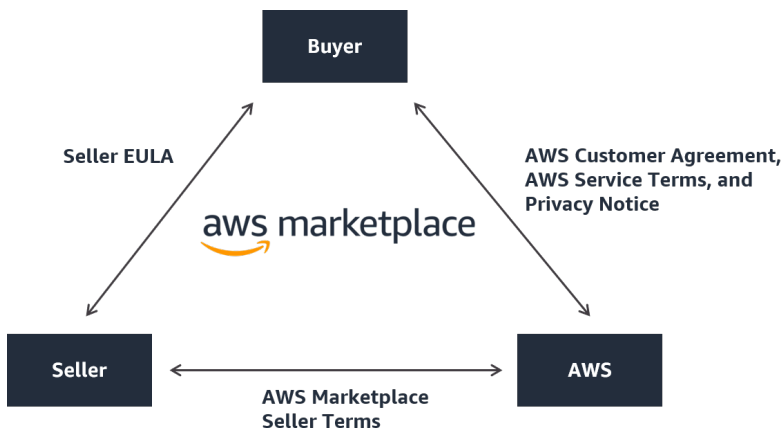 Buyer
Seller EULA
AWS Customer Agreement,
AWS Service Terms, and
Privacy Notice
aws marketplace
Seller
AWS
AWS Marketplace
Seller Terms